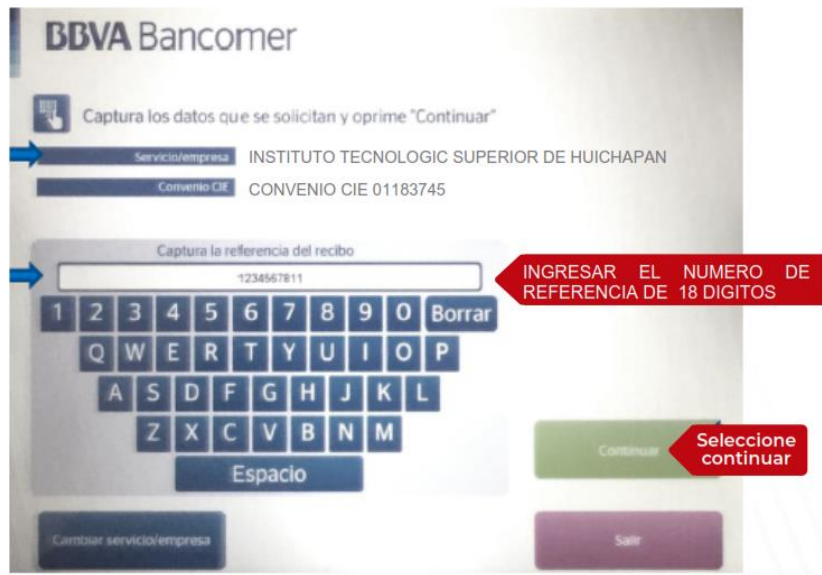 BBVA Bancomer
Captura los datos que se solicitan y oprime "Continuar"
Servicio/empresa INSTITUTO TECNOLOGIC SUPERIOR DE HUICHAPAN
Convenio CIE CONVENIO CIE 01183745
Captura la referencia del recibo
1234567811
INGRESAR EL NUMERO DE
REFERENCIA DE 18 DIGITOS
1 2 3 4 5 6 7 8 9 0 Borrar
Q W E R T Y U I O P
A S D F G H J K L
Z X C V B N M
Espacio
Continuar
Seleccione
continuar
Cambiar servicio/empresa
Salir